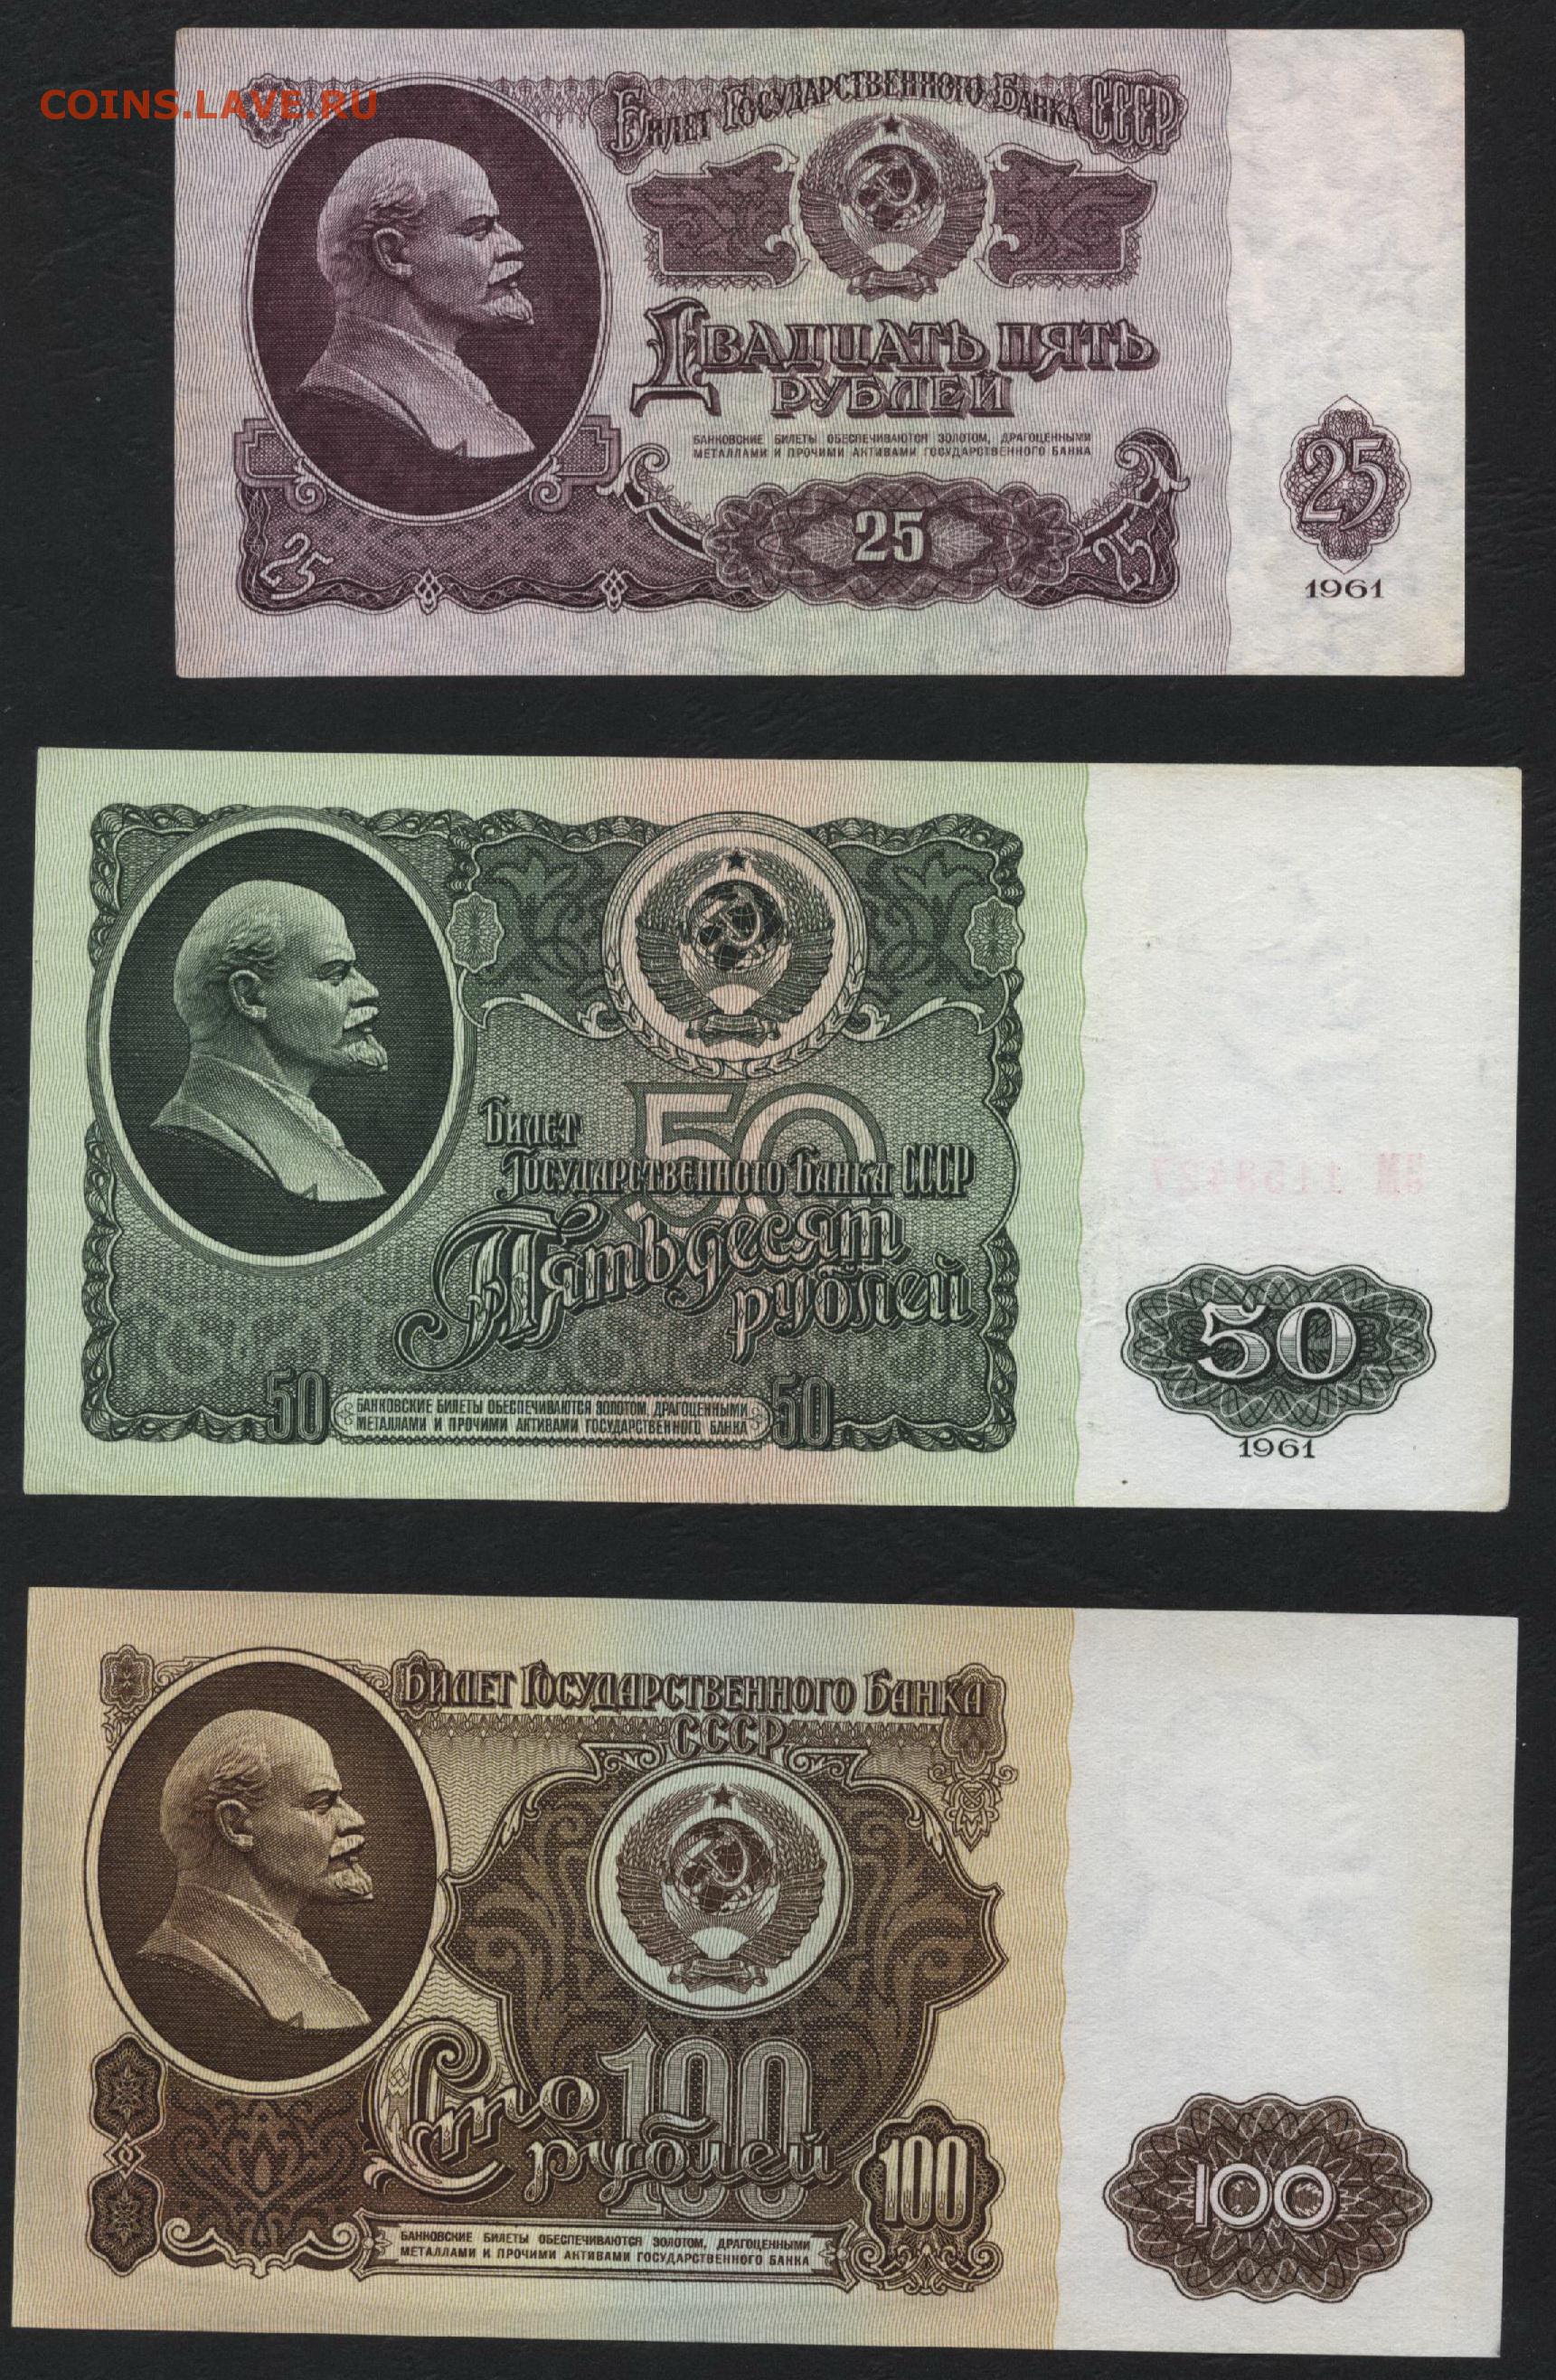 COINS.LAVE.RU
Билет Государственного Банка СССР
Двадцать пять
рублей
БАНКОВСКИЕ БИЛЕТЫ ОБЕСПЕЧИВАЮТСЯ ЗОЛОТОМ, ДРАГОЦЕННЫМИ
МЕТАЛЛАМИ И ПРОЧИМИ АКТИВАМИ ГОСУДАРСТВЕННОГО БАНКА
25
25
25
25
1961
50
Билет
Государственного Банка СССР
Пятьдесят
рублей
50
БАНКОВСКИЕ БИЛЕТЫ ОБЕСПЕЧИВАЮТСЯ ЗОЛОТОМ, ДРАГОЦЕННЫМИ
МЕТАЛЛАМИ И ПРОЧИМИ АКТИВАМИ ГОСУДАРСТВЕННОГО БАНКА
50
50
1961
Билет Государственного Банка
СССР
100
Сто
рублей
100
БАНКОВСКИЕ БИЛЕТЫ ОБЕСПЕЧИВАЮТСЯ ЗОЛОТОМ, ДРАГОЦЕННЫМИ
МЕТАЛЛАМИ И ПРОЧИМИ АКТИВАМИ ГОСУДАРСТВЕННОГО БАНКА
100